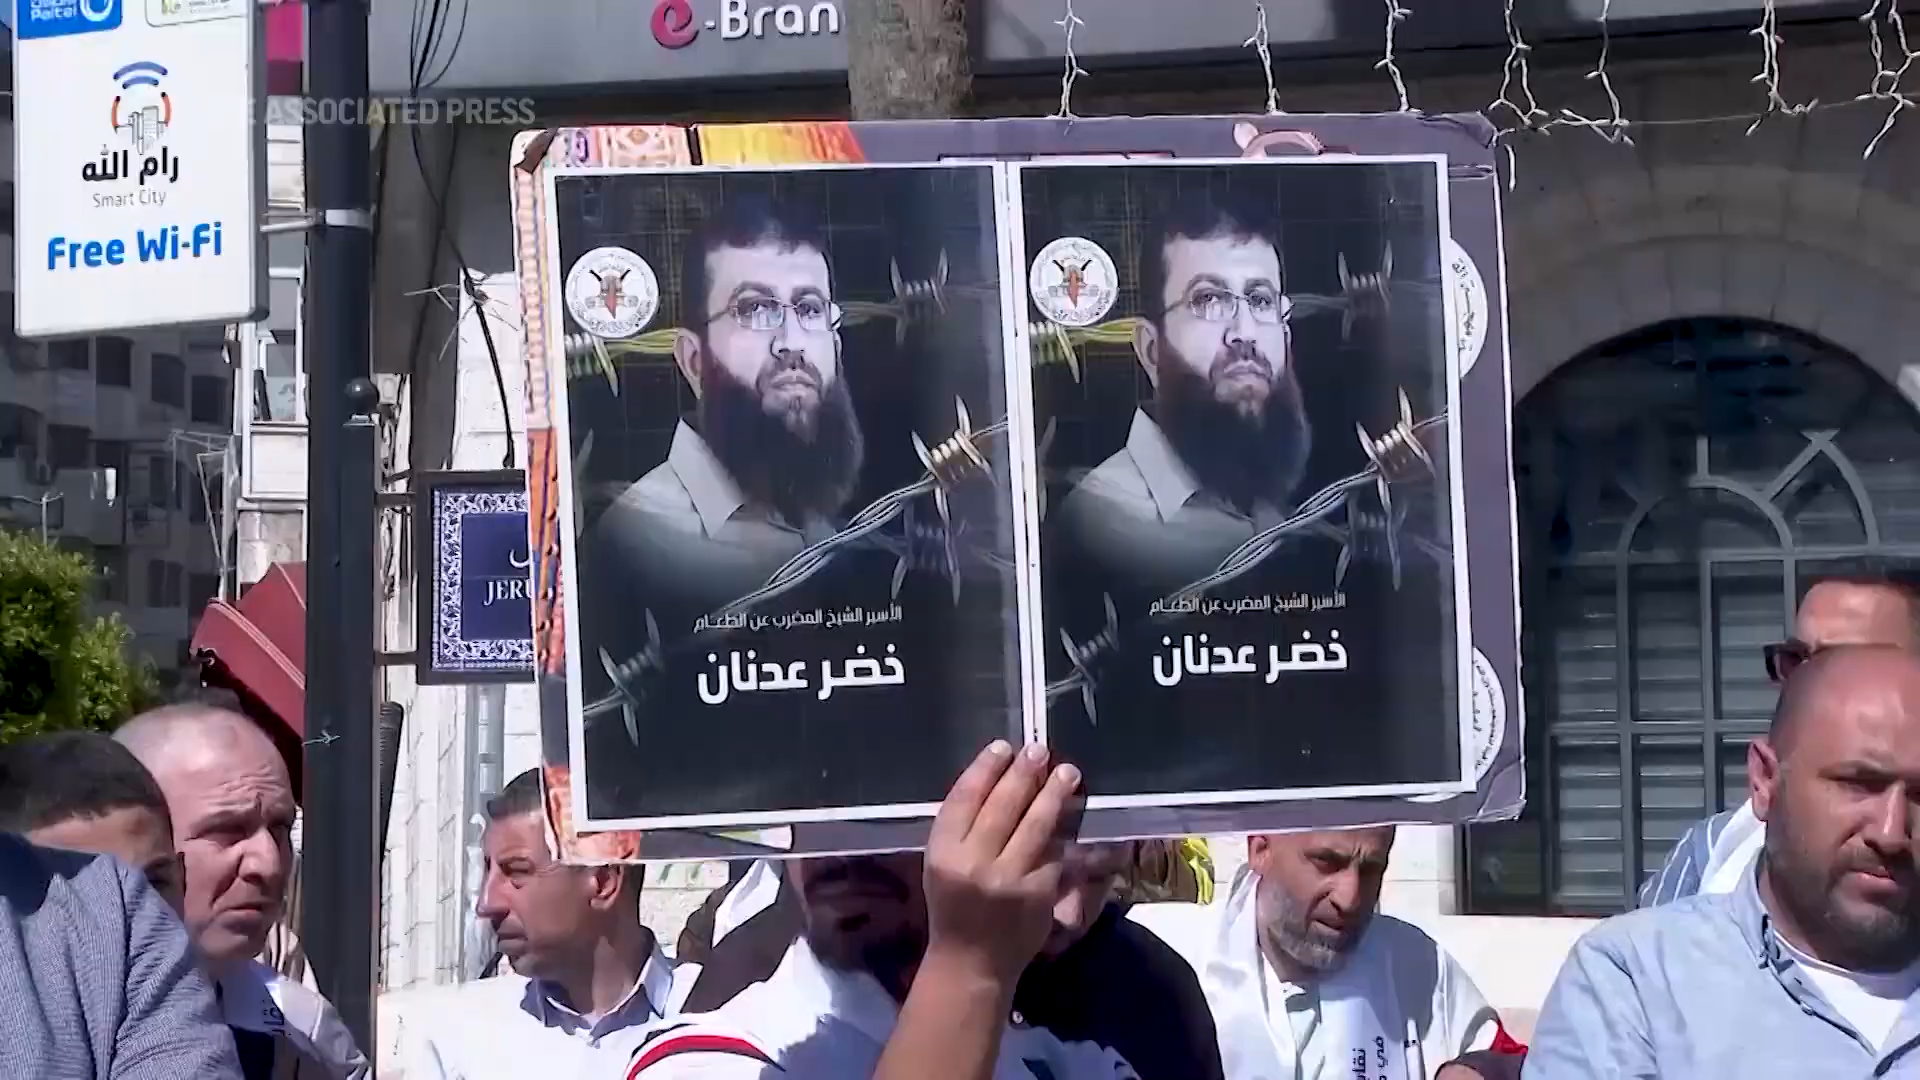 Paltel
رام الله
Smart City
Free Wi-Fi
e-Bran
ASSOCIATED PRESS
JERU
الأسير الشيخ المضرب عن الطعام
خضر عدنان
الأسير الشيخ المضرب عن الطعام
خضر عدنان